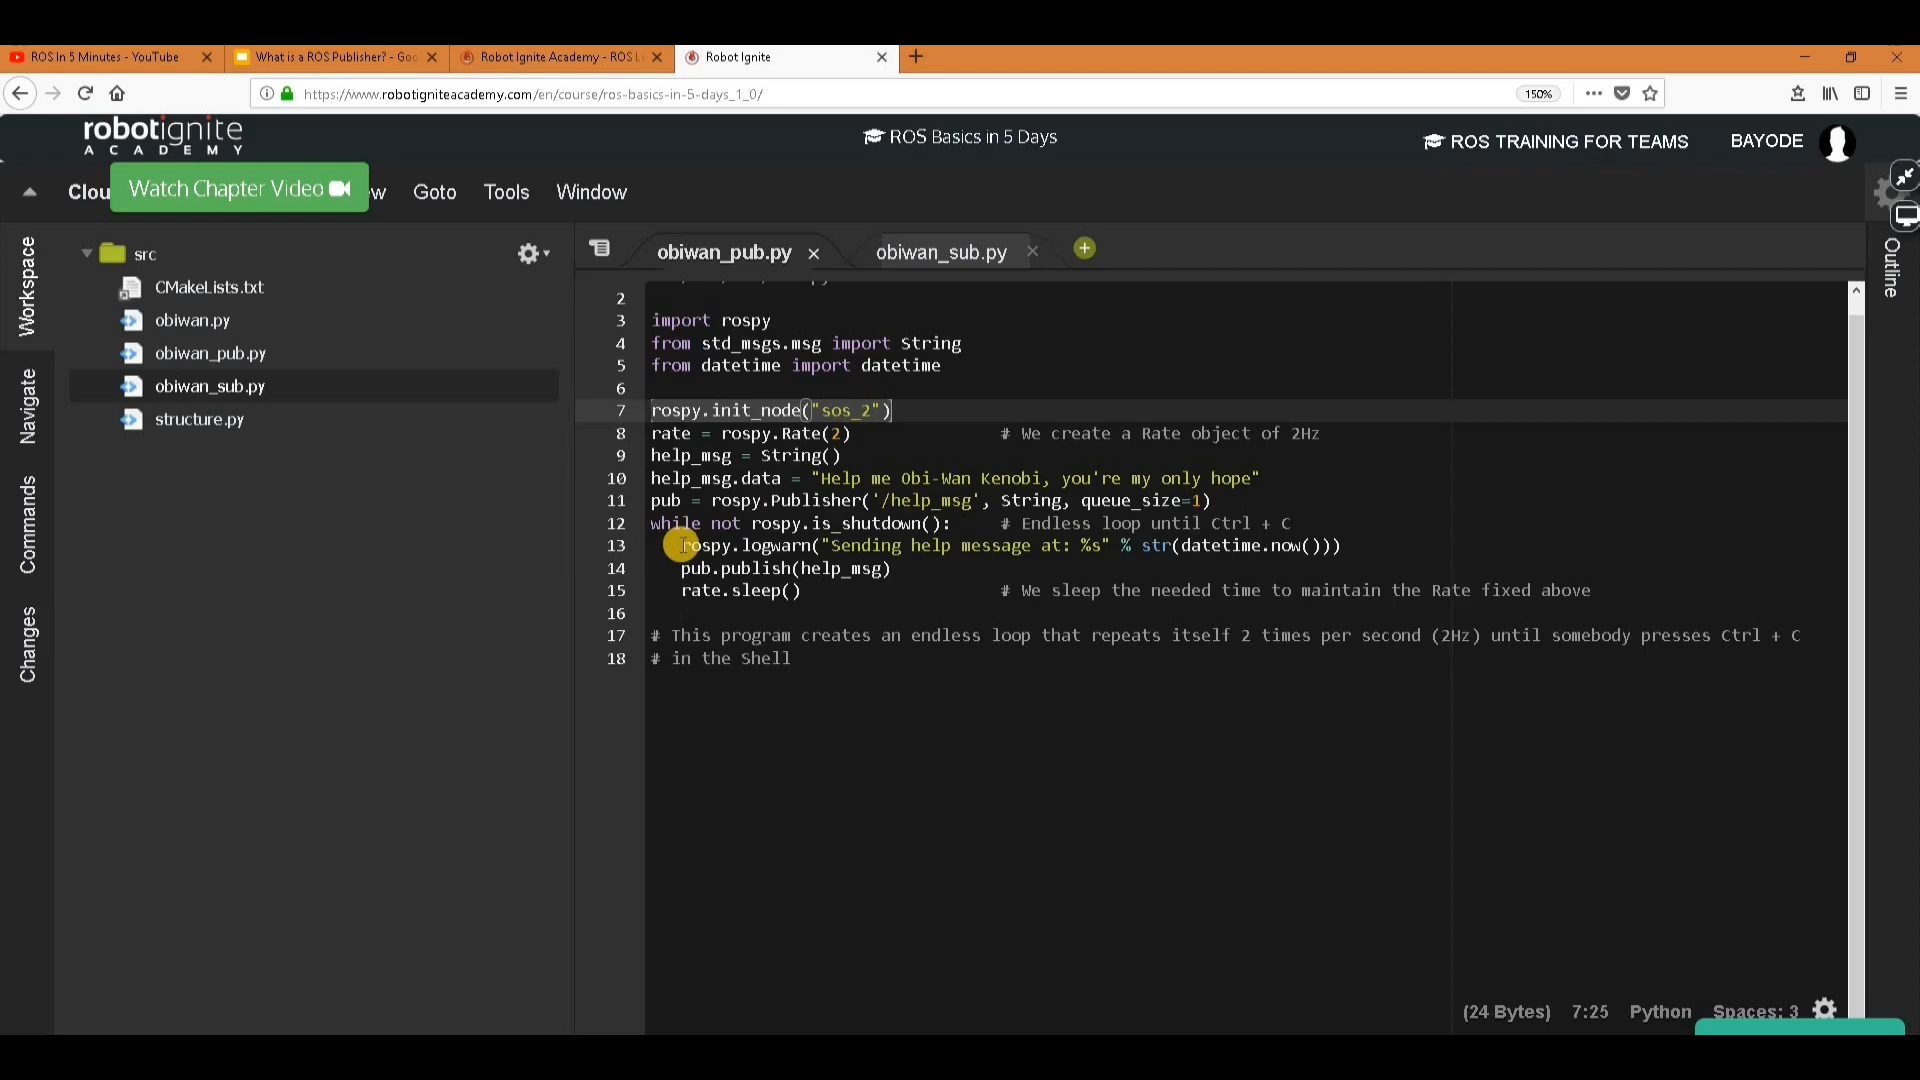 ROS In 5 Minutes - YouTube
What is a ROS Publisher? - Goo
Robot Ignite Academy - ROS L
Robot Ignite
https://www.robotigniteacademy.com/en/course/ros-basics-in-5-days_1_0/
150%
robotignite
ACADEMY
ROS Basics in 5 Days
ROS TRAINING FOR TEAMS
BAYODE
Clou
Watch Chapter Video
ew
Goto
Tools
Window
Workspace
Navigate
Commands
Changes
src
CMakeLists.txt
obiwan.py
obiwan_pub.py
obiwan_sub.py
structure.py
obiwan_pub.py
obiwan_sub.py
Outline
2
3 import rospy
4 from std_msgs.msg import String
5 from datetime import datetime
6
7 rospy.init_node("sos_2")
8 rate = rospy.Rate(2) # We create a Rate object of 2Hz
9 help_msg = String()
10 help_msg.data = "Help me Obi-Wan Kenobi, you're my only hope"
11 pub = rospy.Publisher('/help_msg', String, queue_size=1)
12 while not rospy.is_shutdown(): # Endless loop until Ctrl + C
13 rospy.logwarn("Sending help message at: %s" % str(datetime.now()))
14 pub.publish(help_msg)
15 rate.sleep() # We sleep the needed time to maintain the Rate fixed above
16
17 # This program creates an endless loop that repeats itself 2 times per second (2Hz) until somebody presses Ctrl + C
18 # in the Shell
(24 Bytes) 7:25 Python Spaces: 3